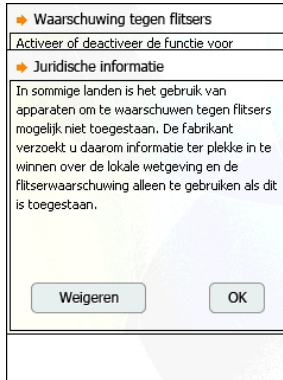 Waarschuwing tegen flitsers
Activeer of deactiveer de functie voor
Juridische informatie
In sommige landen is het gebruik van
apparaten om te waarschuwen tegen flitsers
mogelijk niet toegestaan. De fabrikant
verzoekt u daarom informatie ter plekke in te
winnen over de lokale wetgeving en de
flitserwaarschuwing alleen te gebruiken als dit
is toegestaan.
Weigeren OK